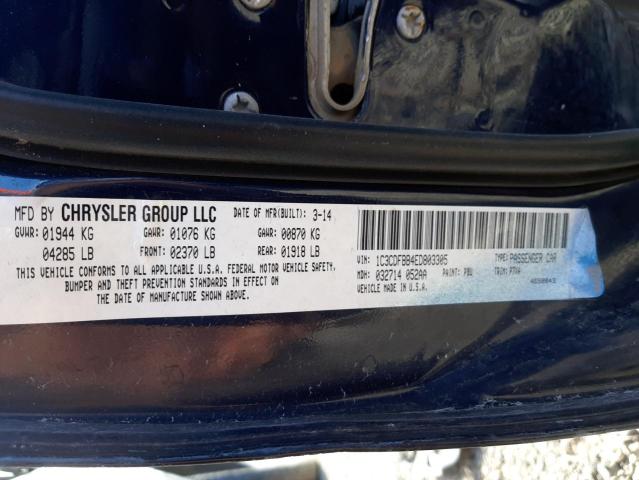 MFD BY CHRYSLER GROUP LLC DATE OF MFR(BUILT): 3-14
GVWR: 01944 KG GAWR: 01076 KG GAWR: 00870 KG
04285 LB FRONT: 02370 LB REAR: 01918 LB
THIS VEHICLE CONFORMS TO ALL APPLICABLE U.S.A. FEDERAL MOTOR VEHICLE SAFETY,
BUMPER AND THEFT PREVENTION STANDARDS IN EFFECT ON
THE DATE OF MANUFACTURE SHOWN ABOVE.
VIN: 1C3CDFBB4ED803305 TYPE: PASSENGER CAR
MDH: 032714 052AA PAINT: PBU TRIM:
VEHICLE MADE IN U.S.A.